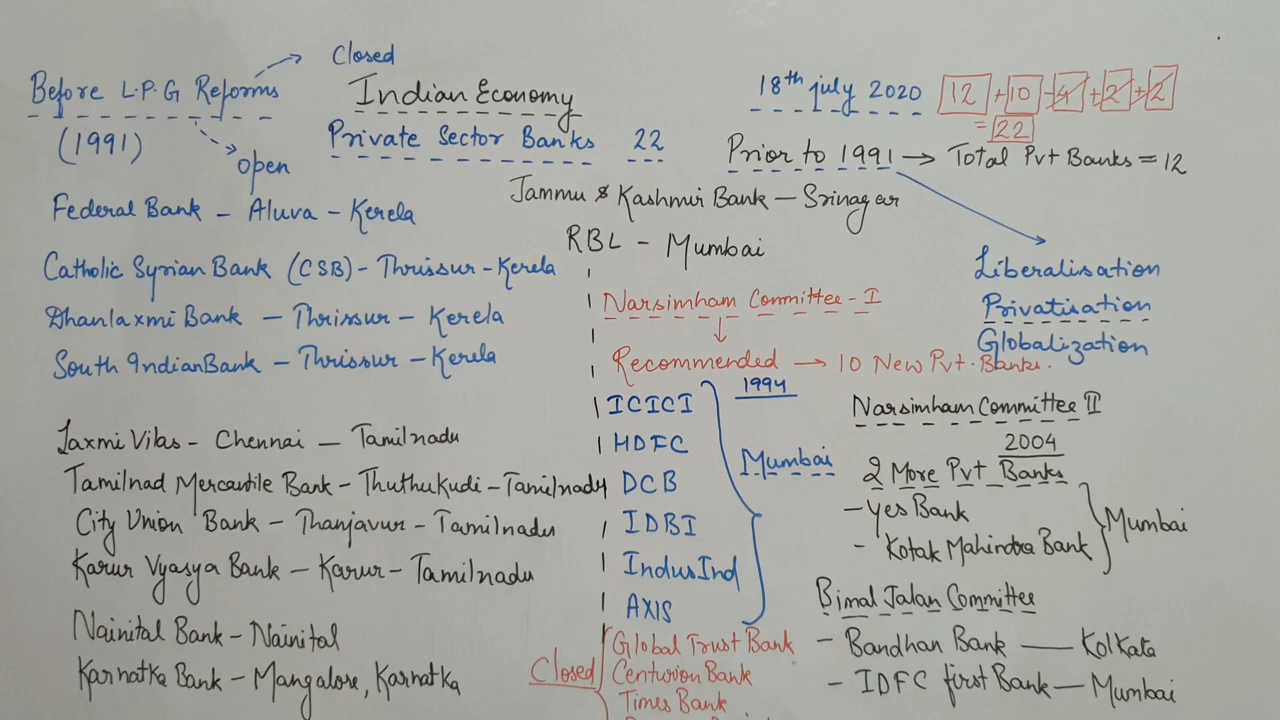 Closed
Before L.P.G Reforms
(1991)
open
Indian Economy
Private Sector Banks 22
18th july 2020
12 + 10 - 4 + 2 + 2
= 22
Prior to 1991 → Total Pvt Banks = 12
Jammu & Kashmir Bank — Srinagar
RBL - Mumbai
Federal Bank - Aluva - Kerela
Catholic Syrian Bank (CSB) - Thrissur - Kerela
Dhanlaxmi Bank - Thrissur - Kerela
South Indian Bank - Thrissur - Kerela
Laxmi Vilas - Chennai - Tamilnadu
Tamilnad Mercantile Bank - Thuthukudi - Tamilnadu
City Union Bank - Thanjavur - Tamilnadu
Karur Vyasya Bank - Karur - Tamilnadu
Nainital Bank - Nainital
Karnatka Bank - Mangalore, Karnatka
Narsimham Committee - I
Recommended → 10 New Pvt. Banks.
1994
ICICI
HDFC
DCB
IDBI
IndusInd
AXIS
Mumbai
Closed
Global Trust Bank
Centurion Bank
Times Bank
Liberalisation
Privatisation
Globalization
Narsimham Committee II
2004
2 More Pvt Banks
- yes Bank
- Kotak Mahindra Bank
Mumbai
Bimal Jalan Committee
- Bandhan Bank — Kolkata
- IDFC first Bank — Mumbai